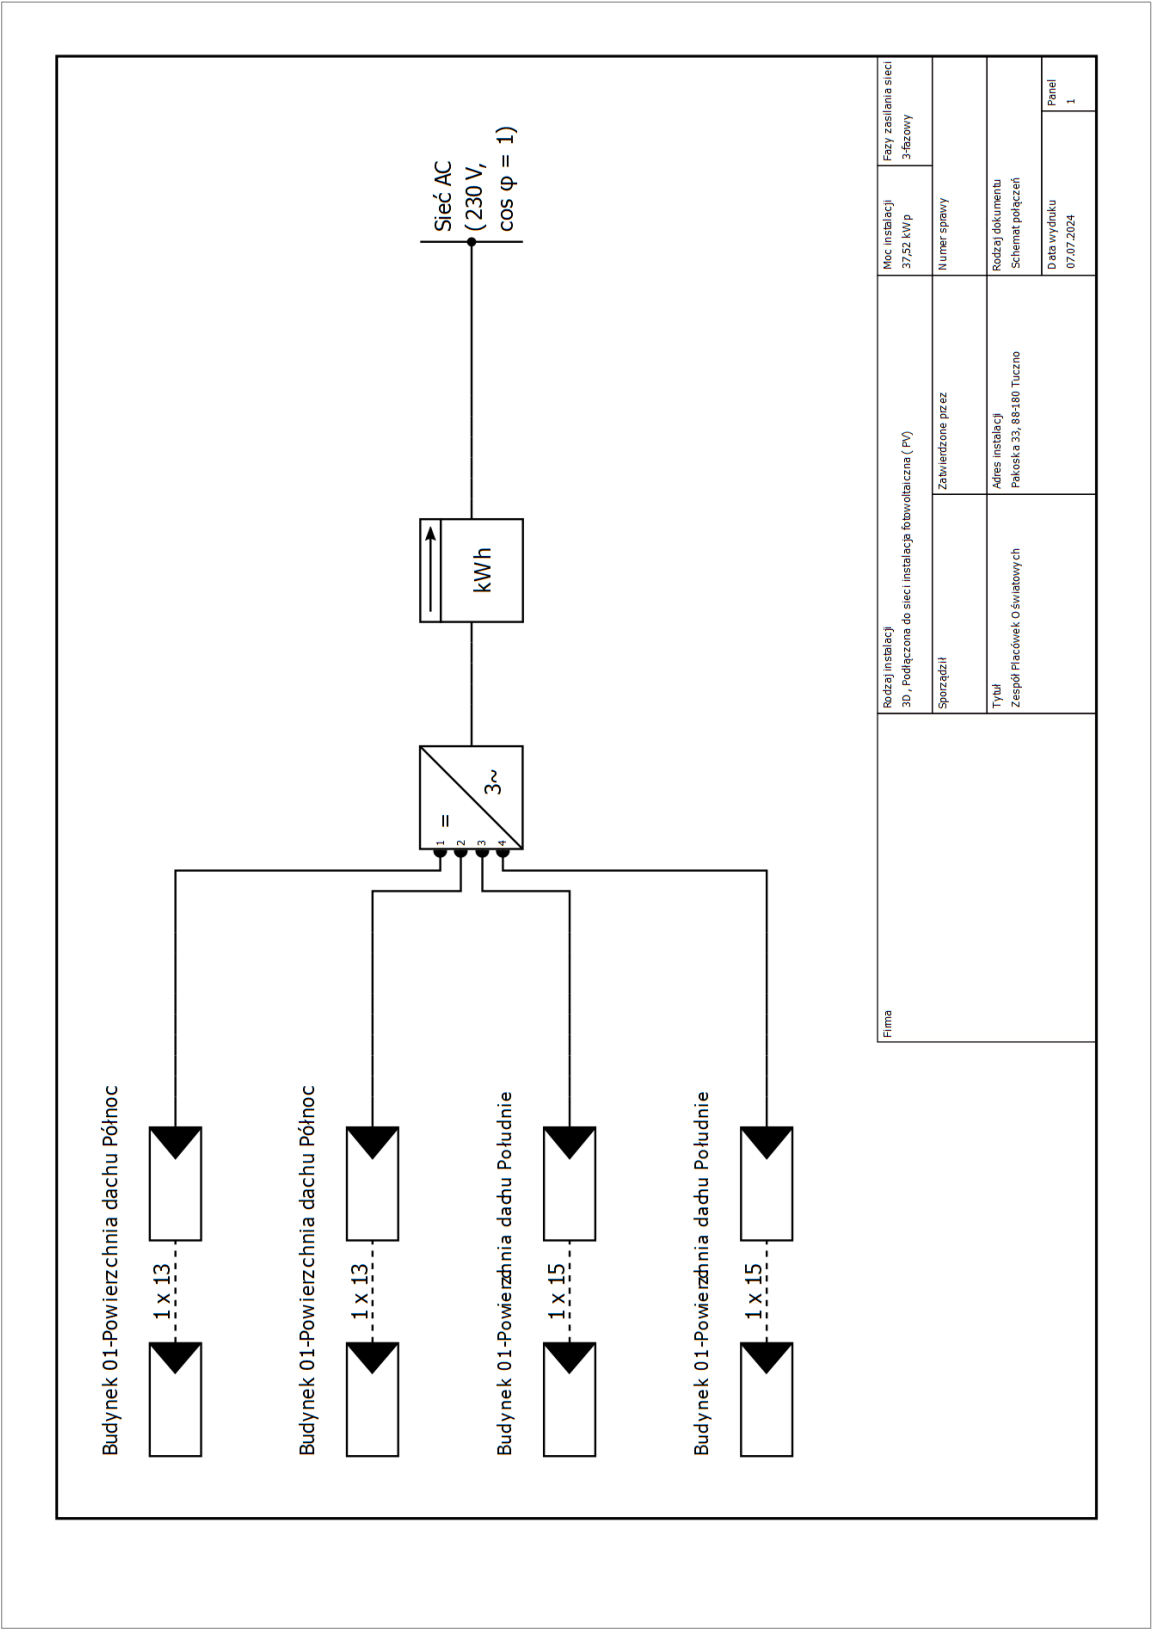 Budynek 01-Powierzchnia dachu Północ
1 x 13
Budynek 01-Powierzchnia dachu Północ
1 x 13
Budynek 01-Powierzchnia dachu Południe
1 x 15
Budynek 01-Powierzchnia dachu Południe
1 x 15
1
2
3
4
=
3~
kWh
Sieć AC
(230 V,
cos φ = 1)
Firma
Rodzaj instalacji
3D, Podłączona do sieci instalacja fotowoltaiczna (PV)
Moc instalacji
37,52 kWp
Fazy zasilania sieci
3-fazowy
Sporządził
Zatwierdzone przez
Numer sprawy
Tytuł
Zespół Placówek Oświatowych
Adres instalacji
Pakoska 33, 88-180 Tuczno
Rodzaj dokumentu
Schemat połączeń
Data wydruku
07.07.2024
Panel
1